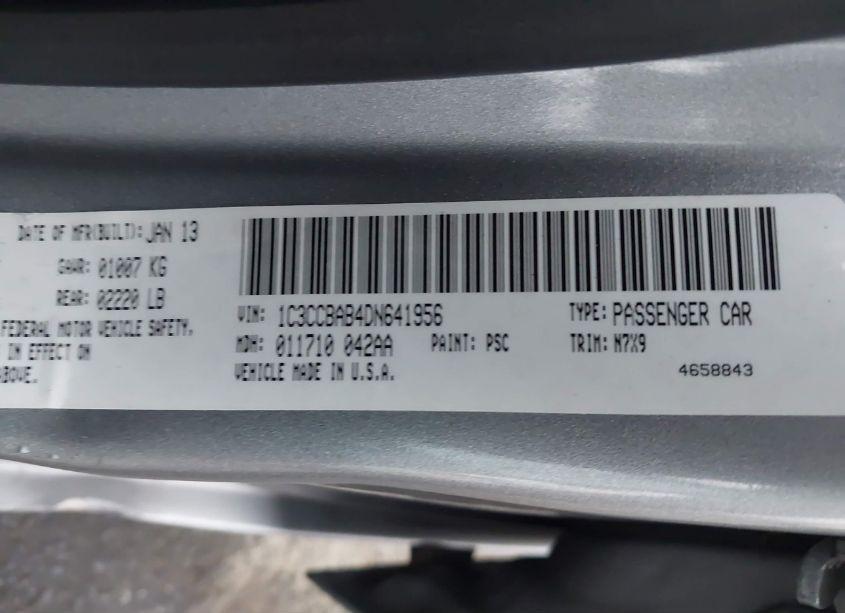 DATE OF MFR(BUILT): JAN 13
GAWR: 01007 KG
REAR: 02220 LB
FEDERAL MOTOR VEHICLE SAFETY,
IN EFFECT ON
ABOVE.
VIN: 1C3CCBAB4DN641956 TYPE: PASSENGER CAR
MDH: 011710 042AA PAINT: PSC TRIM: N7X9
VEHICLE MADE IN U.S.A. 4658843